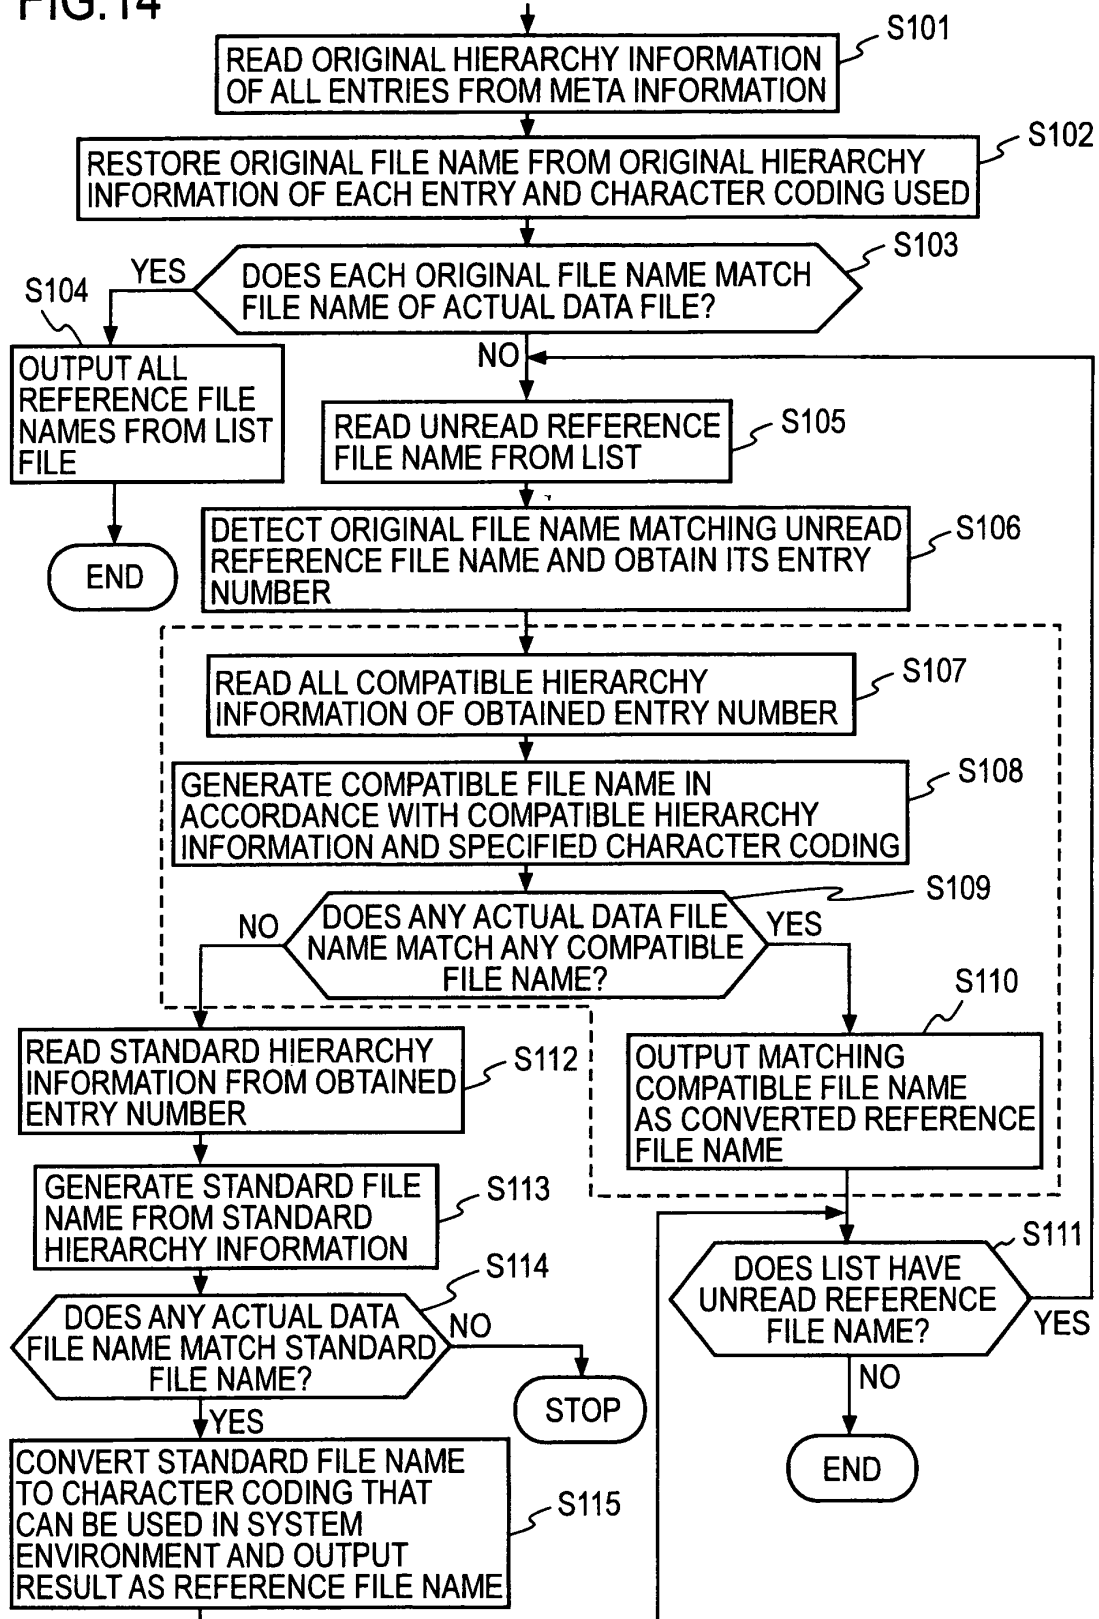 FIG.14
S101
READ ORIGINAL HIERARCHY INFORMATION
OF ALL ENTRIES FROM META INFORMATION
S102
RESTORE ORIGINAL FILE NAME FROM ORIGINAL HIERARCHY
INFORMATION OF EACH ENTRY AND CHARACTER CODING USED
S103
YES
DOES EACH ORIGINAL FILE NAME MATCH
FILE NAME OF ACTUAL DATA FILE?
S104
NO
OUTPUT ALL
REFERENCE FILE
NAMES FROM LIST
FILE
END
S105
READ UNREAD REFERENCE
FILE NAME FROM LIST
S106
DETECT ORIGINAL FILE NAME MATCHING UNREAD
REFERENCE FILE NAME AND OBTAIN ITS ENTRY
NUMBER
S107
READ ALL COMPATIBLE HIERARCHY
INFORMATION OF OBTAINED ENTRY NUMBER
S108
GENERATE COMPATIBLE FILE NAME IN
ACCORDANCE WITH COMPATIBLE HIERARCHY
INFORMATION AND SPECIFIED CHARACTER CODING
S109
NO
DOES ANY ACTUAL DATA FILE
NAME MATCH ANY COMPATIBLE
FILE NAME?
YES
S110
OUTPUT MATCHING
COMPATIBLE FILE NAME
AS CONVERTED REFERENCE
FILE NAME
READ STANDARD HIERARCHY
INFORMATION FROM OBTAINED
ENTRY NUMBER
S112
GENERATE STANDARD FILE
NAME FROM STANDARD
HIERARCHY INFORMATION
S113
S111
DOES LIST HAVE
UNREAD REFERENCE
FILE NAME?
YES
NO
END
S114
DOES ANY ACTUAL DATA
FILE NAME MATCH STANDARD
FILE NAME?
NO
STOP
YES
CONVERT STANDARD FILE NAME
TO CHARACTER CODING THAT
CAN BE USED IN SYSTEM
ENVIRONMENT AND OUTPUT
RESULT AS REFERENCE FILE NAME
S115